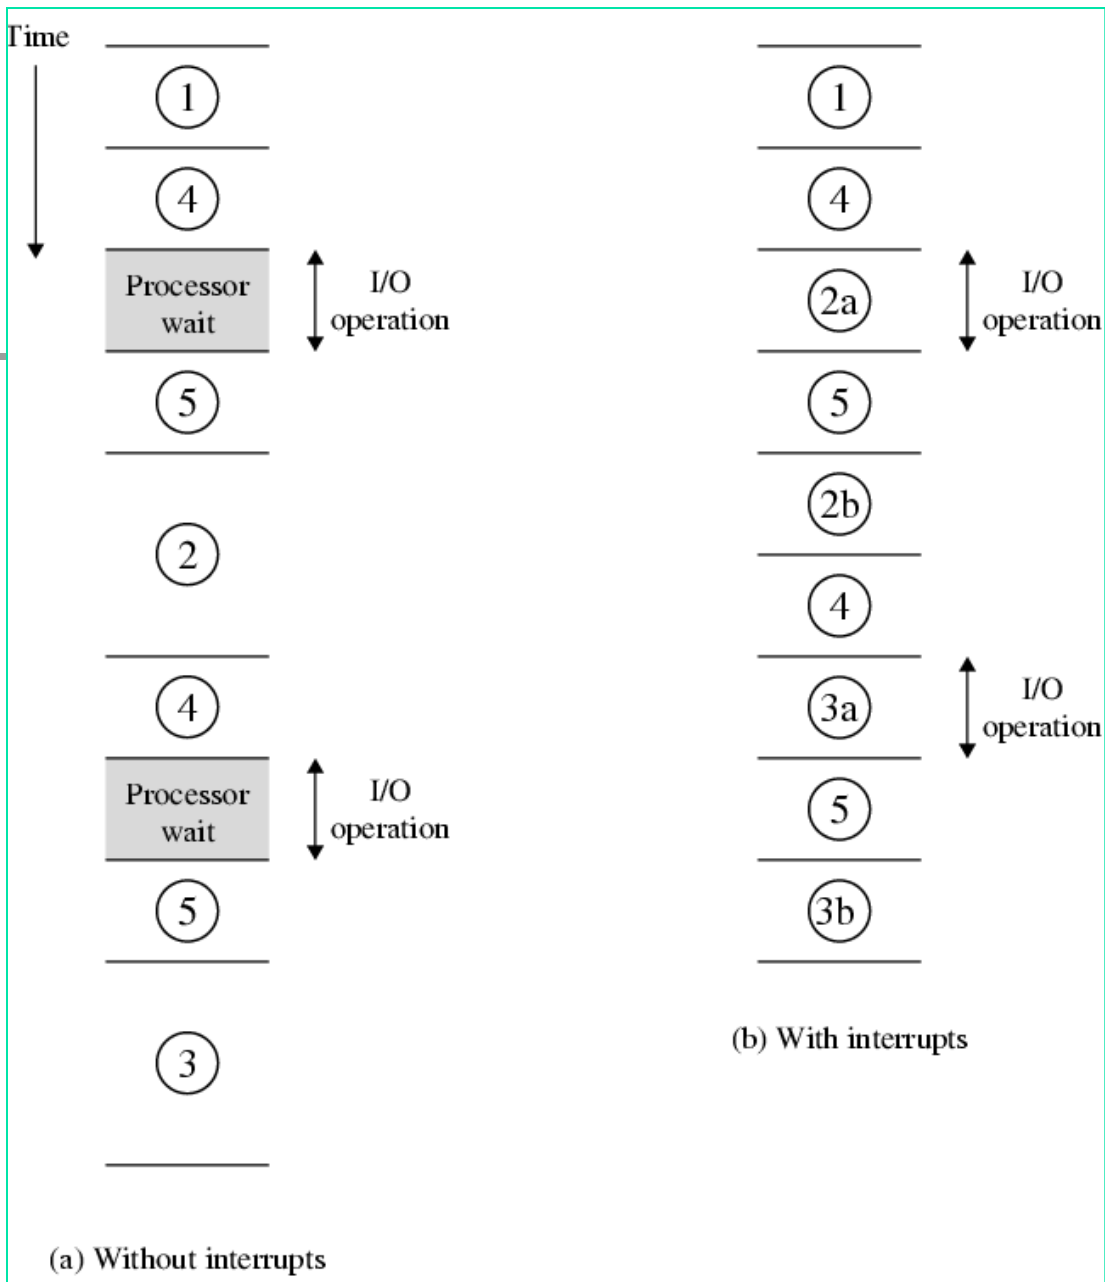 Time
1
4
Processor
wait
I/O
operation
5
2
4
Processor
wait
I/O
operation
5
3
(a) Without interrupts
1
4
2a
I/O
operation
5
2b
4
3a
I/O
operation
5
3b
(b) With interrupts